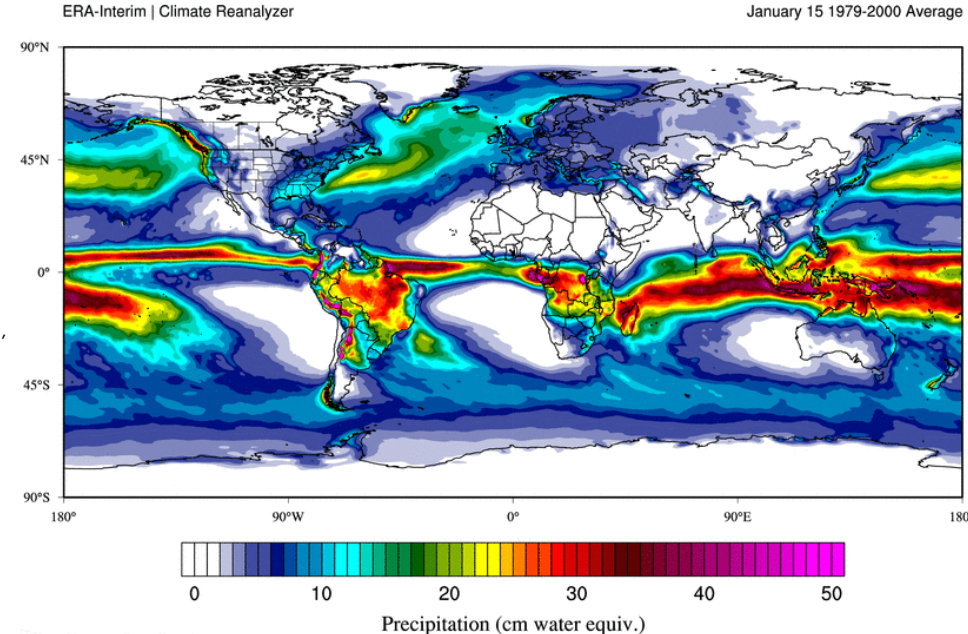 ERA-Interim | Climate Reanalyzer
January 15 1979-2000 Average
90°N
45°N
0°
45°S
90°S
180° 90°W 0° 90°E 180
0 10 20 30 40 50
Precipitation (cm water equiv.)